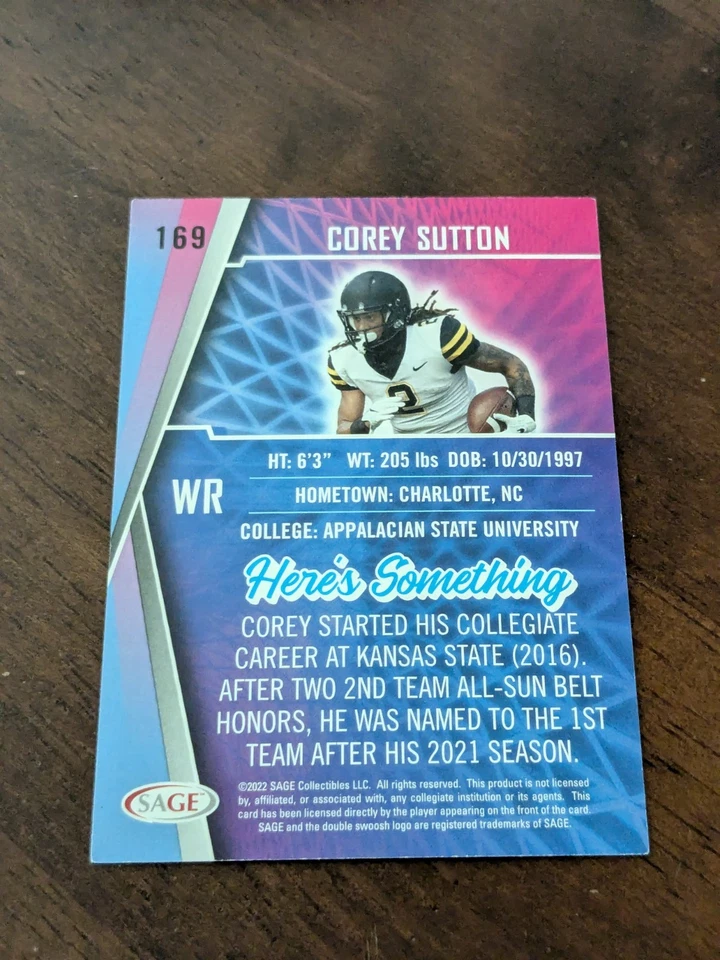 169
COREY SUTTON
2
HT: 6'3" WT: 205 lbs DOB: 10/30/1997
WR
HOMETOWN: CHARLOTTE, NC
COLLEGE: APPALACIAN STATE UNIVERSITY
Here's Something
COREY STARTED HIS COLLEGIATE
CAREER AT KANSAS STATE (2016).
AFTER TWO 2ND TEAM ALL-SUN BELT
HONORS, HE WAS NAMED TO THE 1ST
TEAM AFTER HIS 2021 SEASON.
©2022 SAGE Collectibles LLC. All rights reserved. This product is not licensed
by, affiliated, or associated with, any collegiate institution or its agents. This
card has been licensed directly by the player appearing on the front of the card.
SAGE and the double swoosh logo are registered trademarks of SAGE.
SAGE™